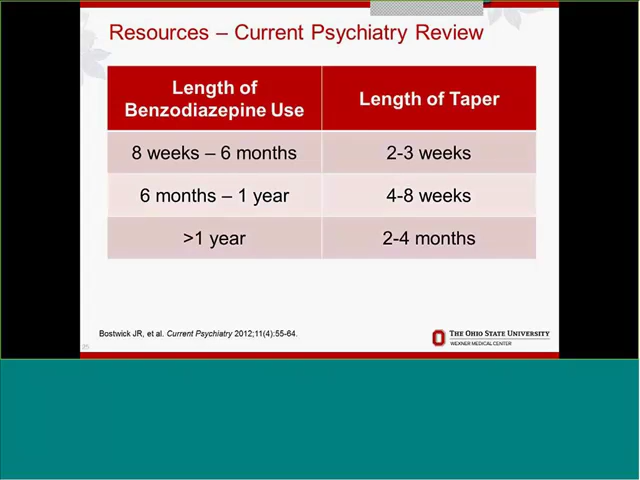 Resources – Current Psychiatry Review
Length of
Benzodiazepine Use
Length of Taper
8 weeks – 6 months
2-3 weeks
6 months – 1 year
4-8 weeks
>1 year
2-4 months
Bostwick JR, et al. Current Psychiatry 2012;11(4):55-64.
THE OHIO STATE UNIVERSITY
WEXNER MEDICAL CENTER
35